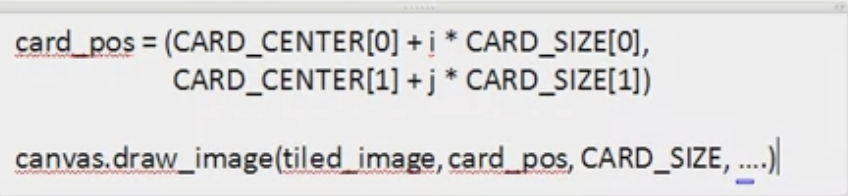 card_pos = (CARD_CENTER[0] + i * CARD_SIZE[0],
CARD_CENTER[1] + j * CARD_SIZE[1])
canvas.draw_image(tiled_image, card_pos, CARD_SIZE, ....)